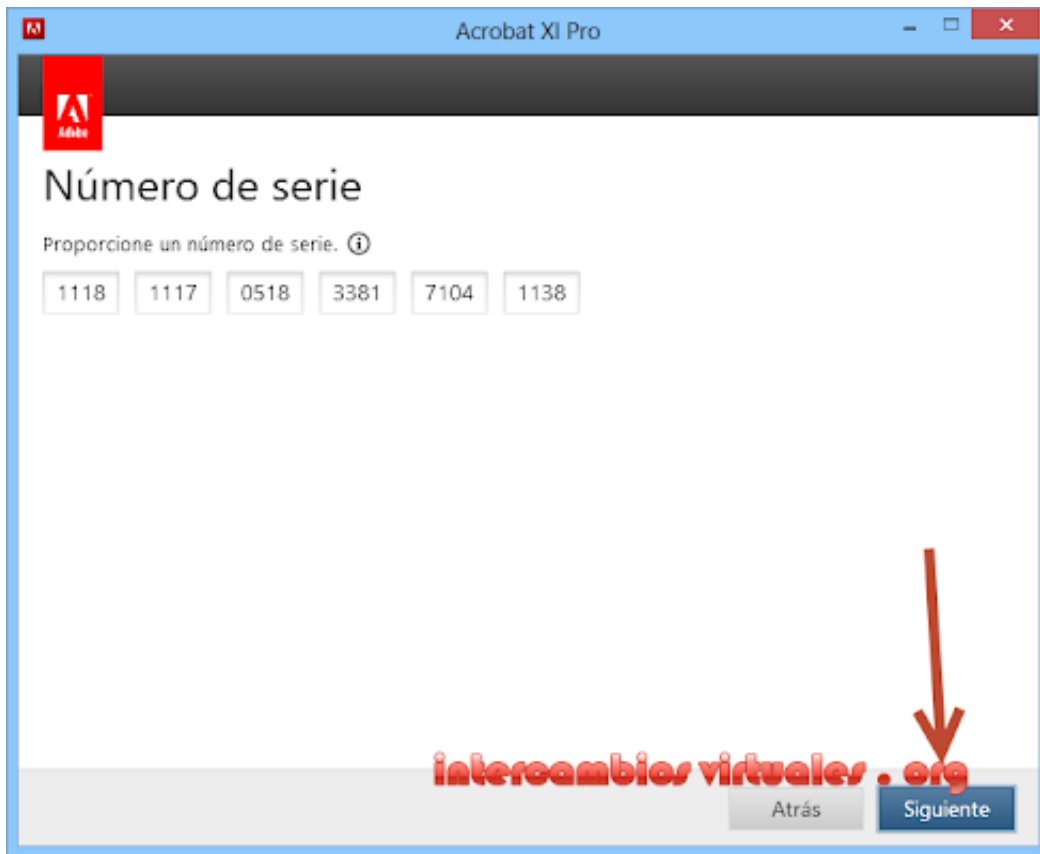 Acrobat XI Pro
Adobe
Número de serie
Proporcione un número de serie.
1118 1117 0518 3381 7104 1138
intercambios virtuales . org
Atrás Siguiente